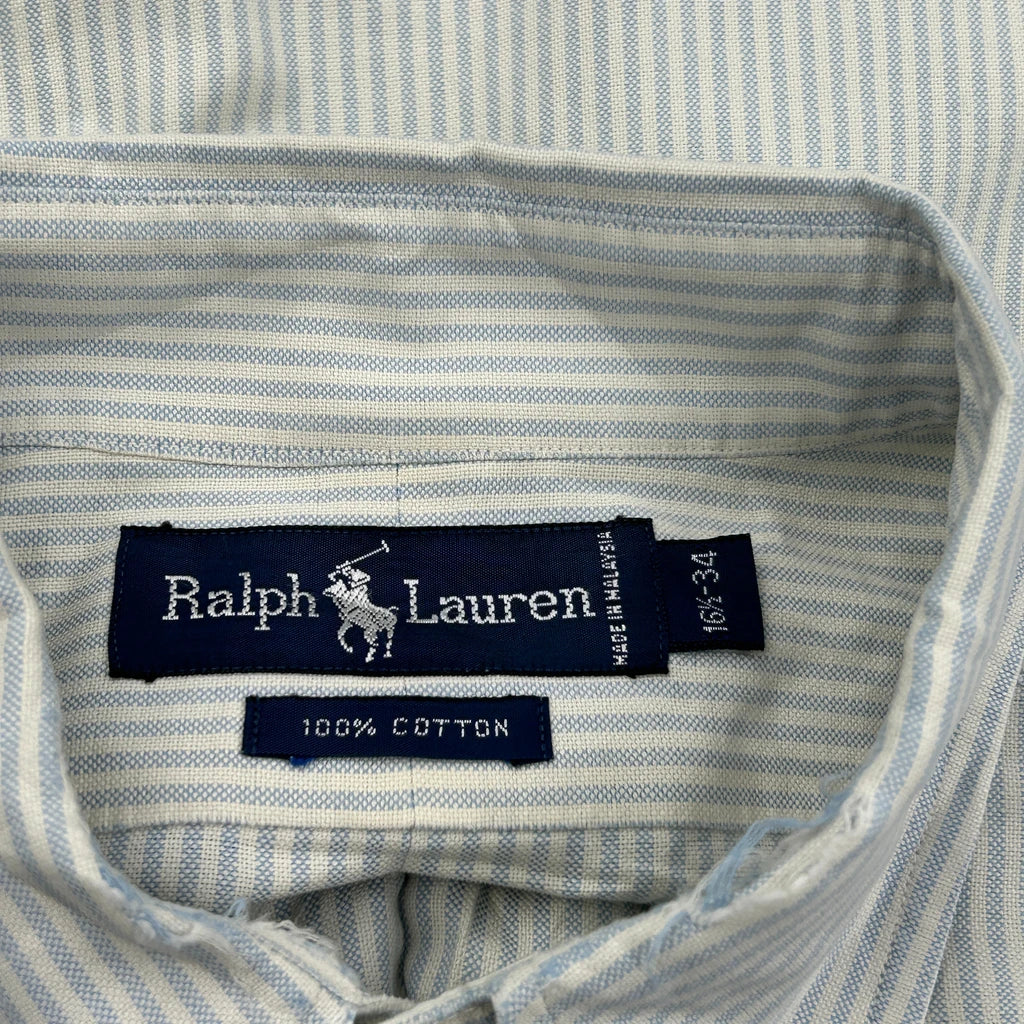 Ralph Lauren
MADE IN MALAYSIA
16½-34
100% COTTON